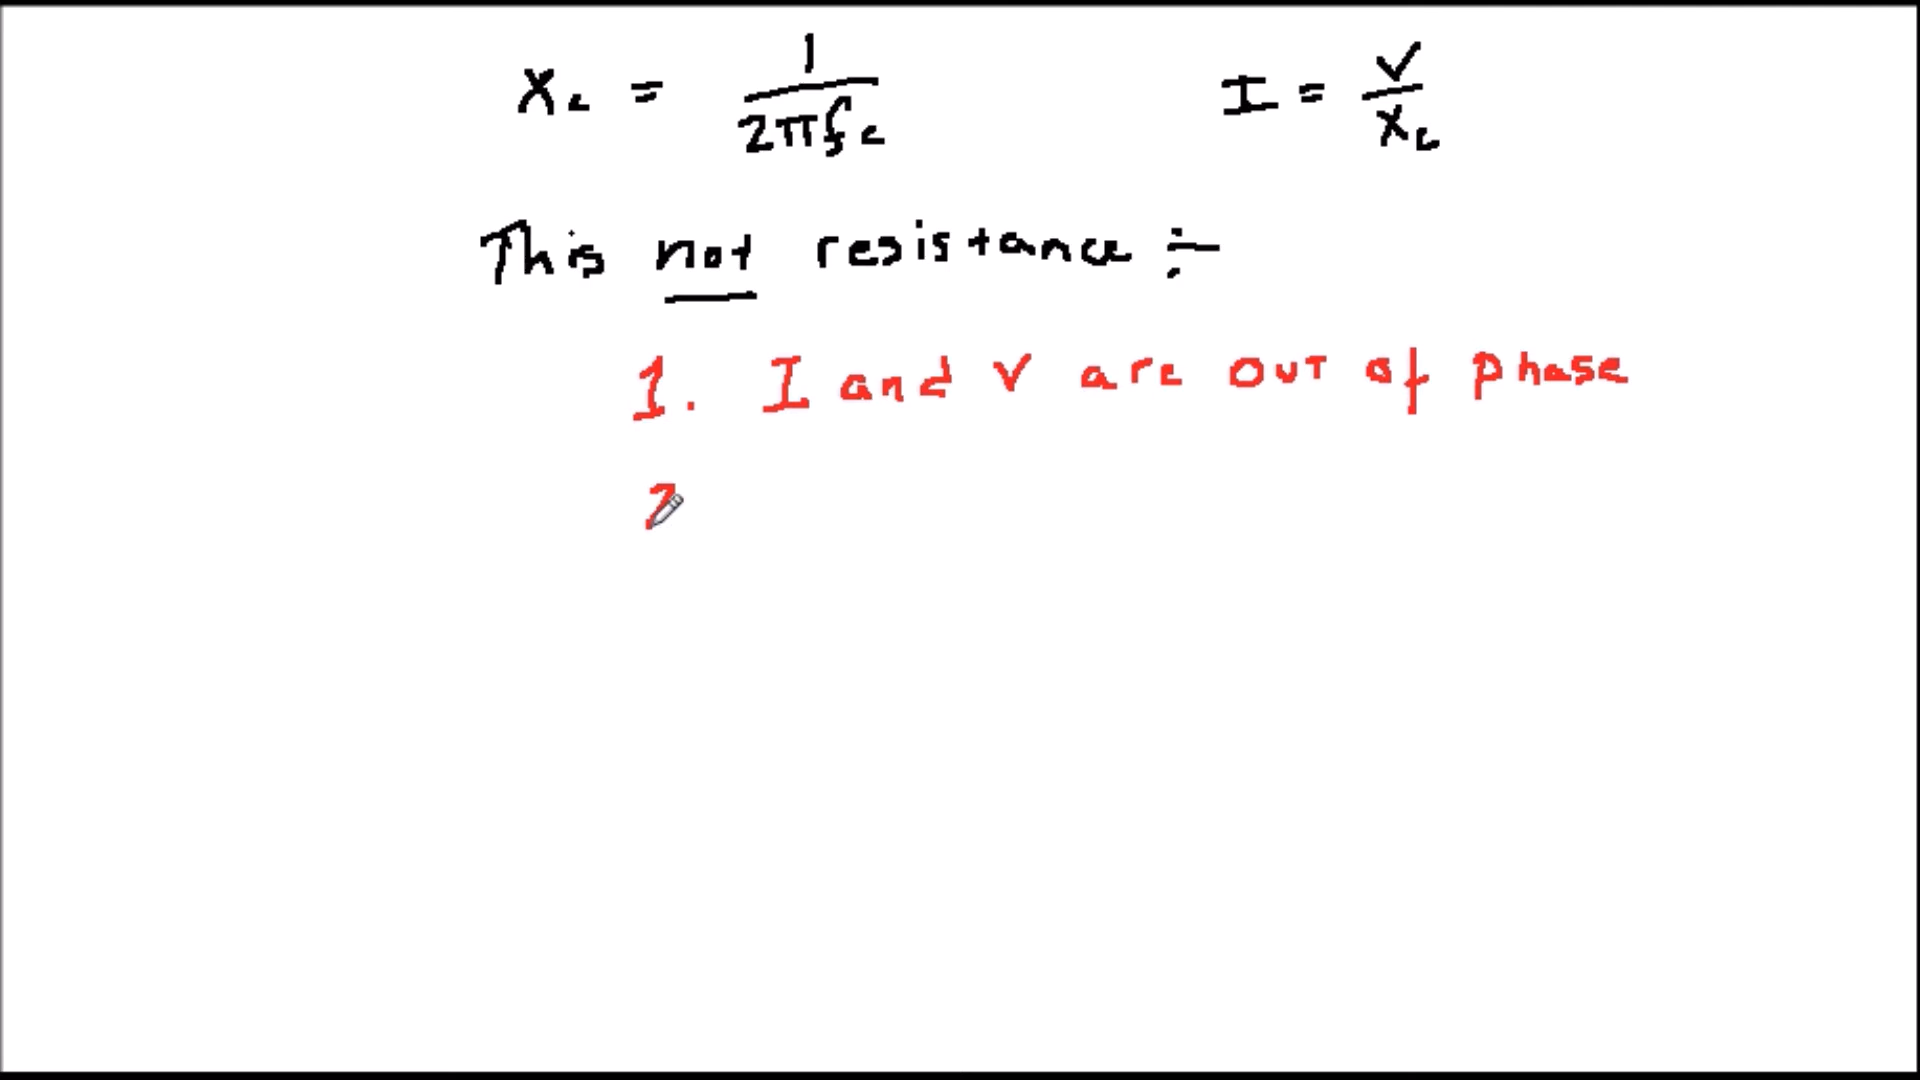 Xc = 1/2πfc I = V/Xc
This not resistance :-
1. I and V are out of phase
2